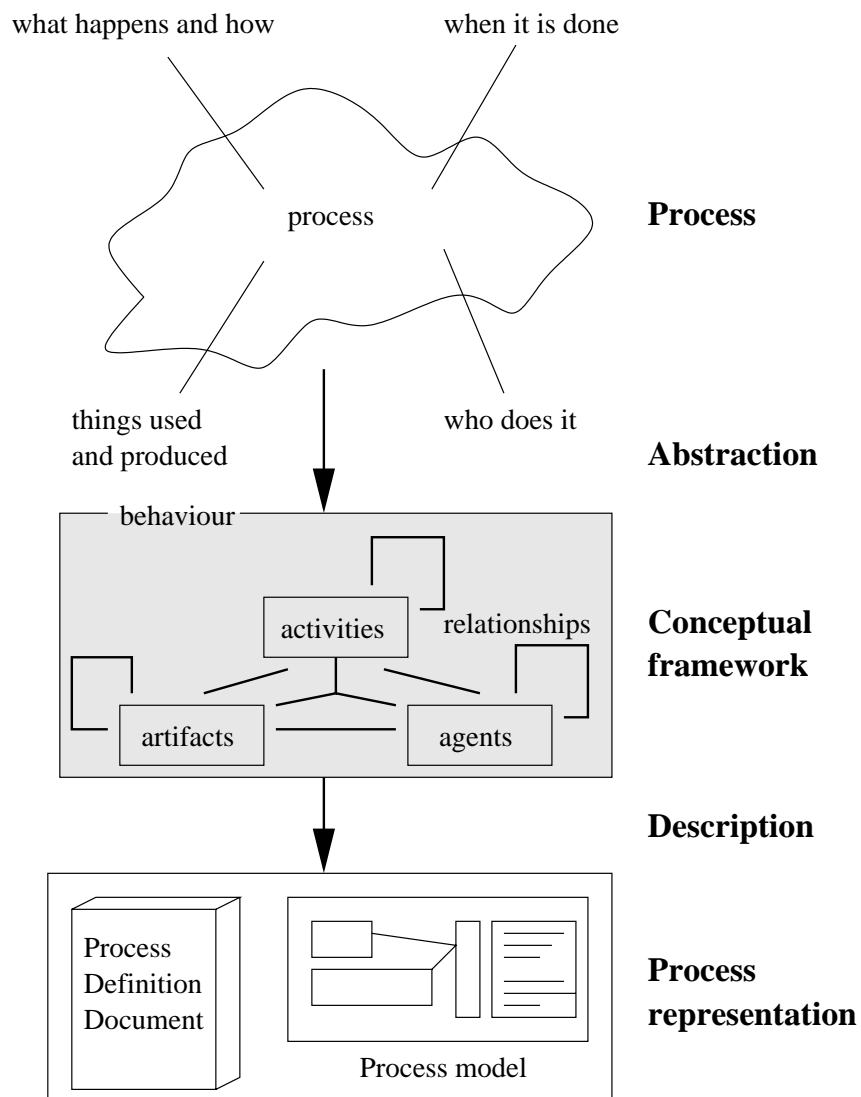 what happens and how
when it is done
process
Process
things used
and produced
who does it
Abstraction
behaviour
activities
relationships
Conceptual
framework
artifacts
agents
Description
Process
Definition
Document
Process
representation
Process model